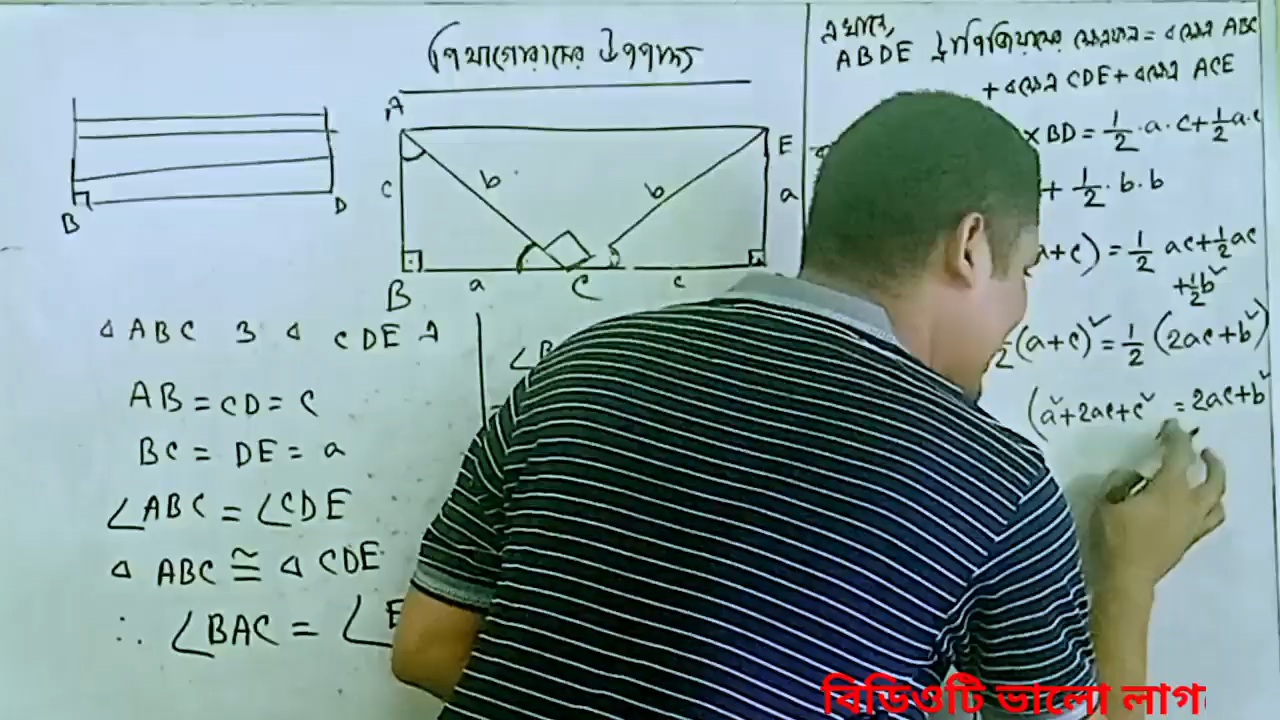 পিথাগোরাসের উপপাদ্য
A
E
C
b
b
a
B
a
C
c
B
D
△ ABC ও △ CDE এ
AB = CD = C
BC = DE = a
∠ABC = ∠CDE
△ ABC ≅ △ CDE
∴ ∠BAC = ∠E
∠B
এখানে,
ABDE ট্রাপিজিয়ামের ক্ষেত্রফল = △ক্ষেত্র ABC
+ △ক্ষেত্র CDE + △ক্ষেত্র ACE
× BD = 1/2 · a · c + 1/2 a · c
+ 1/2 · b · b
a+c) = 1/2 ac + 1/2 ac
+ 1/2 b²
(a+c)² = 1/2 (2ac+b²)
(a²+2ac+c² = 2ac+b²
বিডিওটি ভালো লাগ